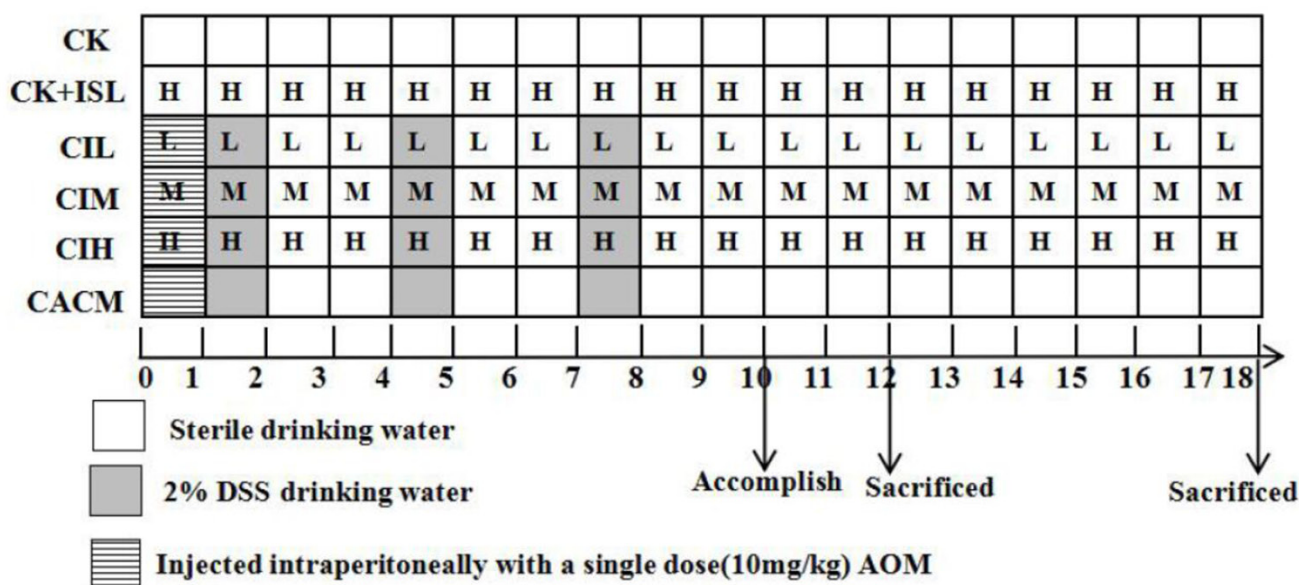 CK
CK+ISL H H H H H H H H H H H H H H H H H H
CIL L L L L L L L L L L L L L L L L L L
CIM M M M M M M M M M M M M M M M M M M
CIH H H H H H H H H H H H H H H H H H H
CACM
0 1 2 3 4 5 6 7 8 9 10 11 12 13 14 15 16 17 18
Sterile drinking water
Accomplish Sacrificed Sacrificed
2% DSS drinking water
Injected intraperitoneally with a single dose(10mg/kg) AOM